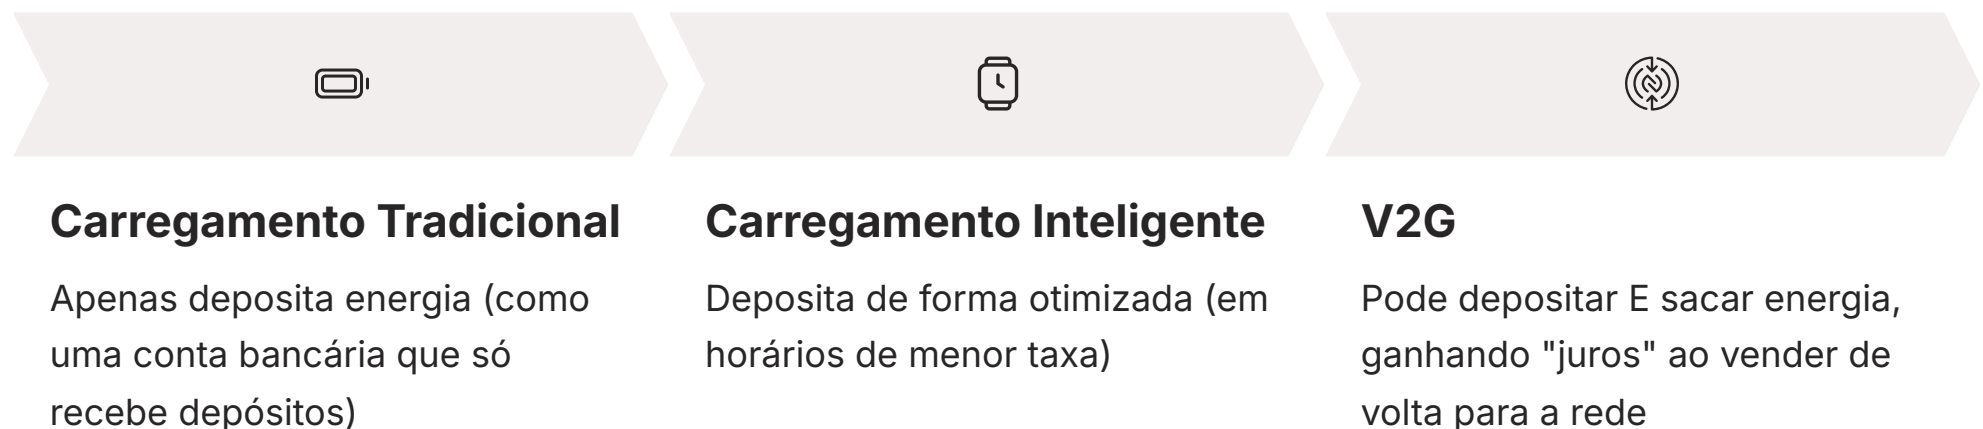 Carregamento Tradicional
Apenas deposita energia (como
uma conta bancária que só
recebe depósitos)
Carregamento Inteligente
Deposita de forma otimizada (em
horários de menor taxa)
V2G
Pode depositar E sacar energia,
ganhando "juros" ao vender de
volta para a rede